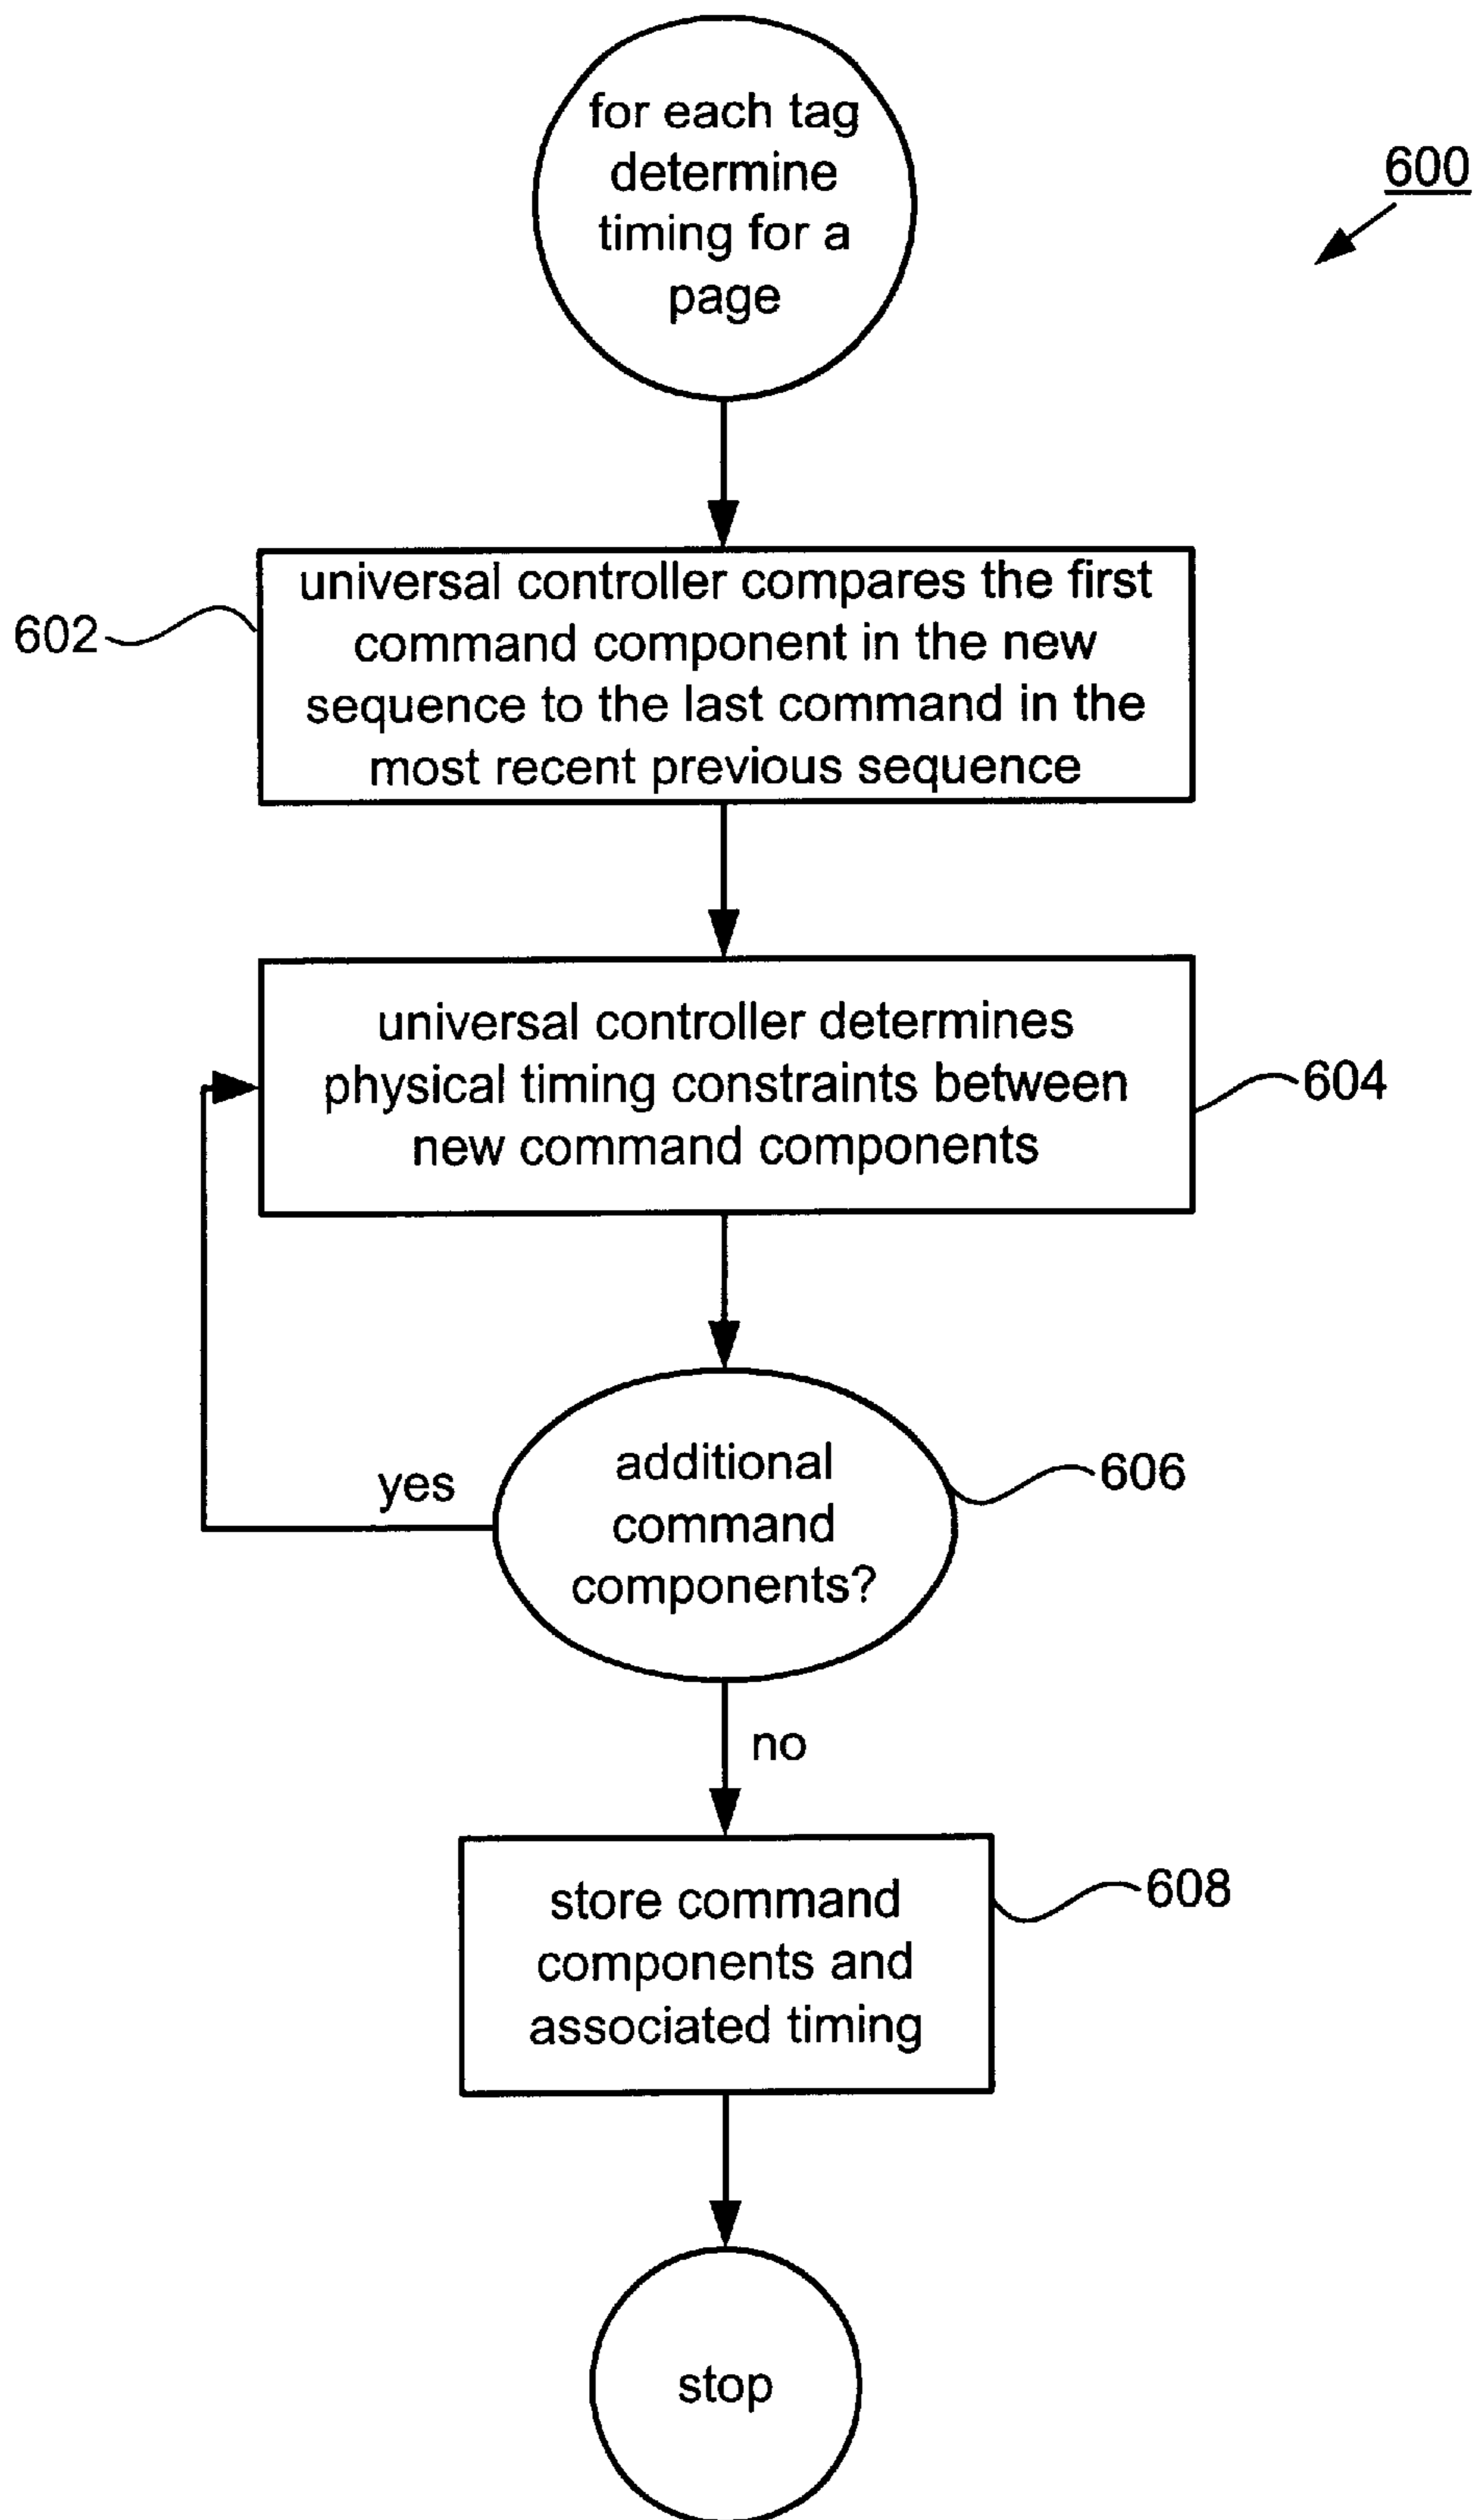 for each tag
determine
timing for a
page
600
universal controller compares the first
command component in the new
sequence to the last command in the
most recent previous sequence
602
universal controller determines
physical timing constraints between
new command components
604
additional
command
components?
606
yes
no
store command
components and
associated timing
608
stop